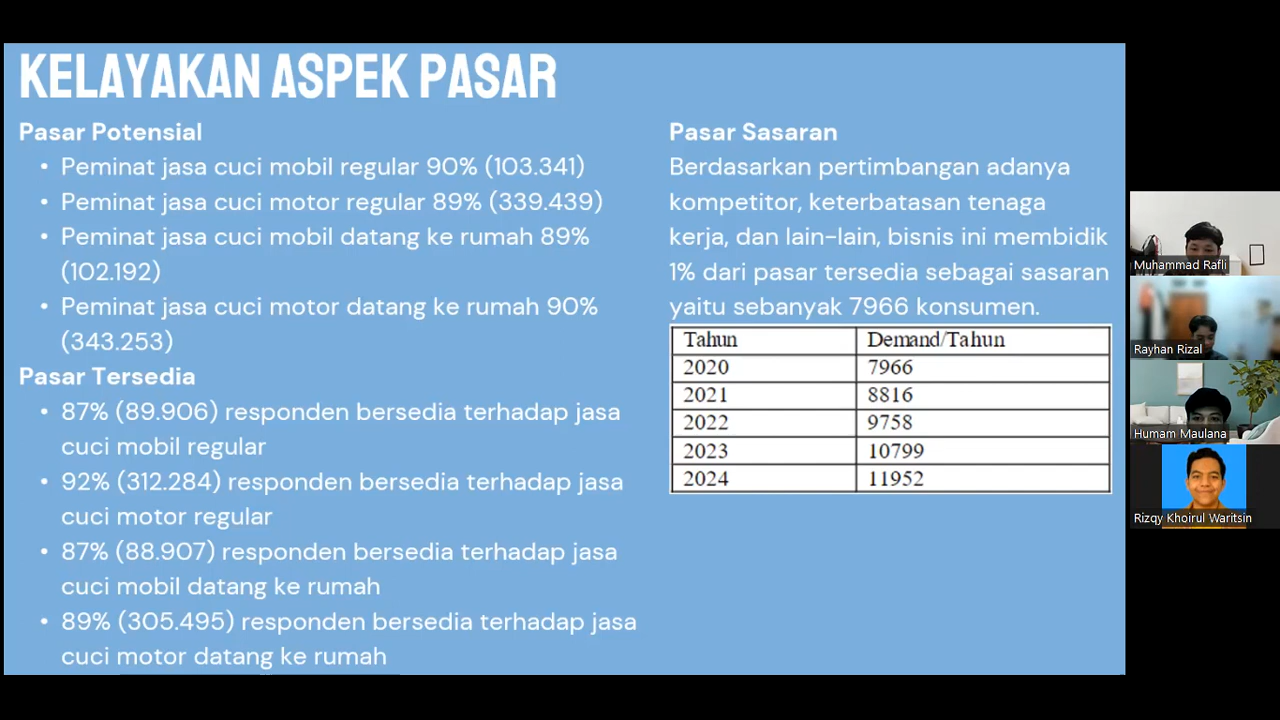 KELAYAKAN ASPEK PASAR
Pasar Potensial
• Peminat jasa cuci mobil regular 90% (103.341)
• Peminat jasa cuci motor regular 89% (339.439)
• Peminat jasa cuci mobil datang ke rumah 89%
(102.192)
• Peminat jasa cuci motor datang ke rumah 90%
(343.253)
Pasar Tersedia
• 87% (89.906) responden bersedia terhadap jasa
cuci mobil regular
• 92% (312.284) responden bersedia terhadap jasa
cuci motor regular
• 87% (88.907) responden bersedia terhadap jasa
cuci mobil datang ke rumah
• 89% (305.495) responden bersedia terhadap jasa
cuci motor datang ke rumah
Pasar Sasaran
Berdasarkan pertimbangan adanya
kompetitor, keterbatasan tenaga
kerja, dan lain-lain, bisnis ini membidik
1% dari pasar tersedia sebagai sasaran
yaitu sebanyak 7966 konsumen.
Tahun Demand/Tahun
2020 7966
2021 8816
2022 9758
2023 10799
2024 11952
Muhammad Rafli
Rayhan Rizal
Humam Maulana
Rizqy Khoirul Waritsin